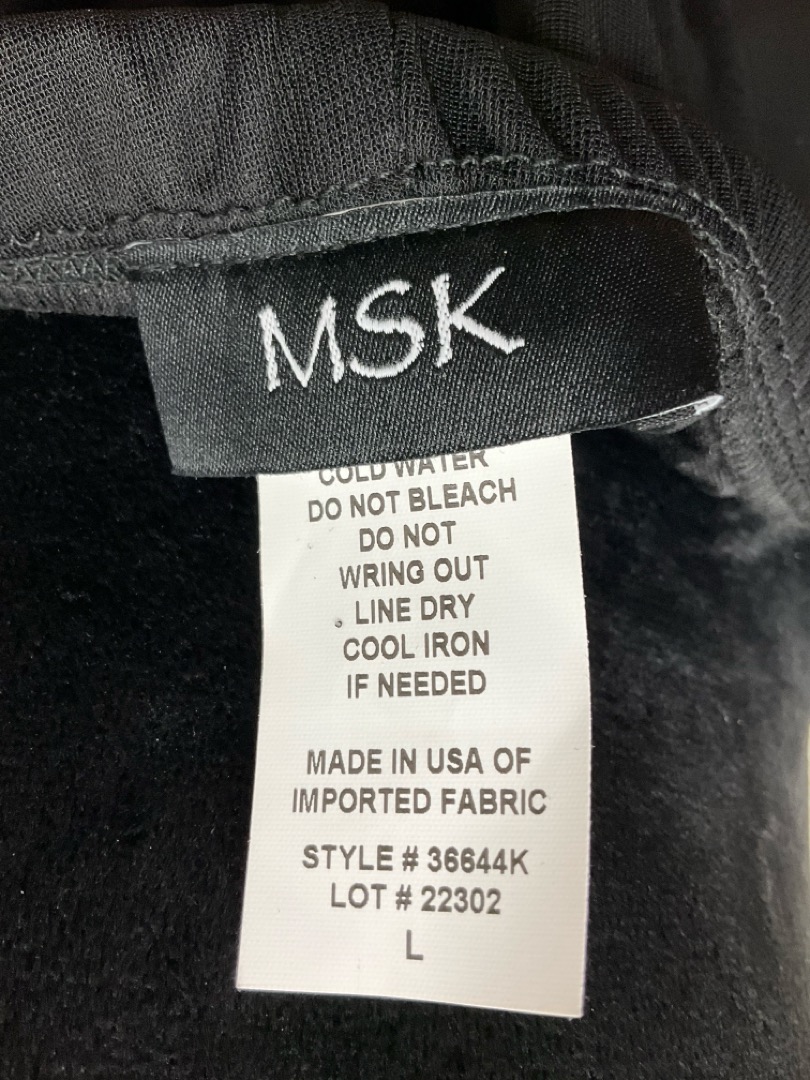 MSK
COLD WATER
DO NOT BLEACH
DO NOT
WRING OUT
LINE DRY
COOL IRON
IF NEEDED
MADE IN USA OF
IMPORTED FABRIC
STYLE # 36644K
LOT # 22302
L